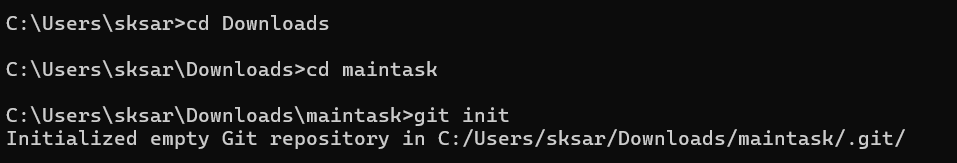 C:\Users\sksar>cd Downloads
C:\Users\sksar\Downloads>cd maintask
C:\Users\sksar\Downloads\maintask>git init
Initialized empty Git repository in C:/Users/sksar/Downloads/maintask/.git/